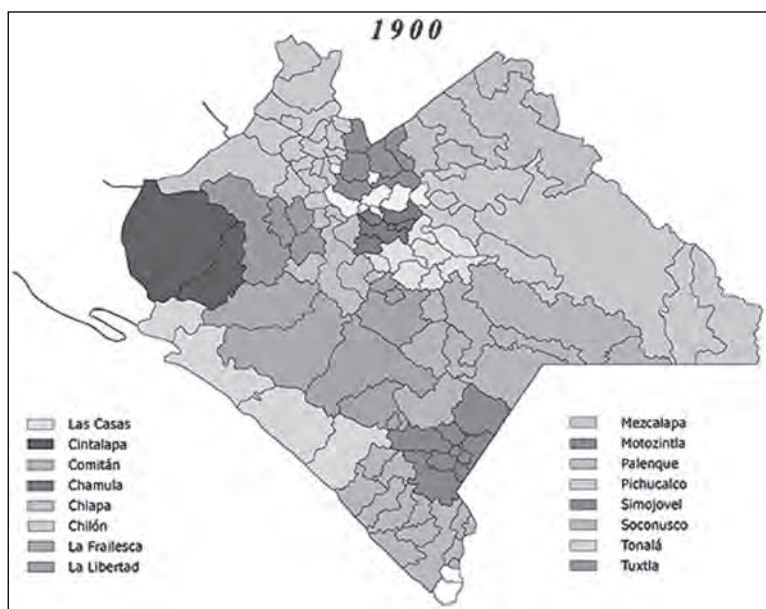 1900
Las Casas
Cintalapa
Comitán
Chamula
Chiapa
Chilón
La Frailesca
La Libertad
Mezcalapa
Motozintla
Palenque
Pichucalco
Simojovel
Soconusco
Tonalá
Tuxtla